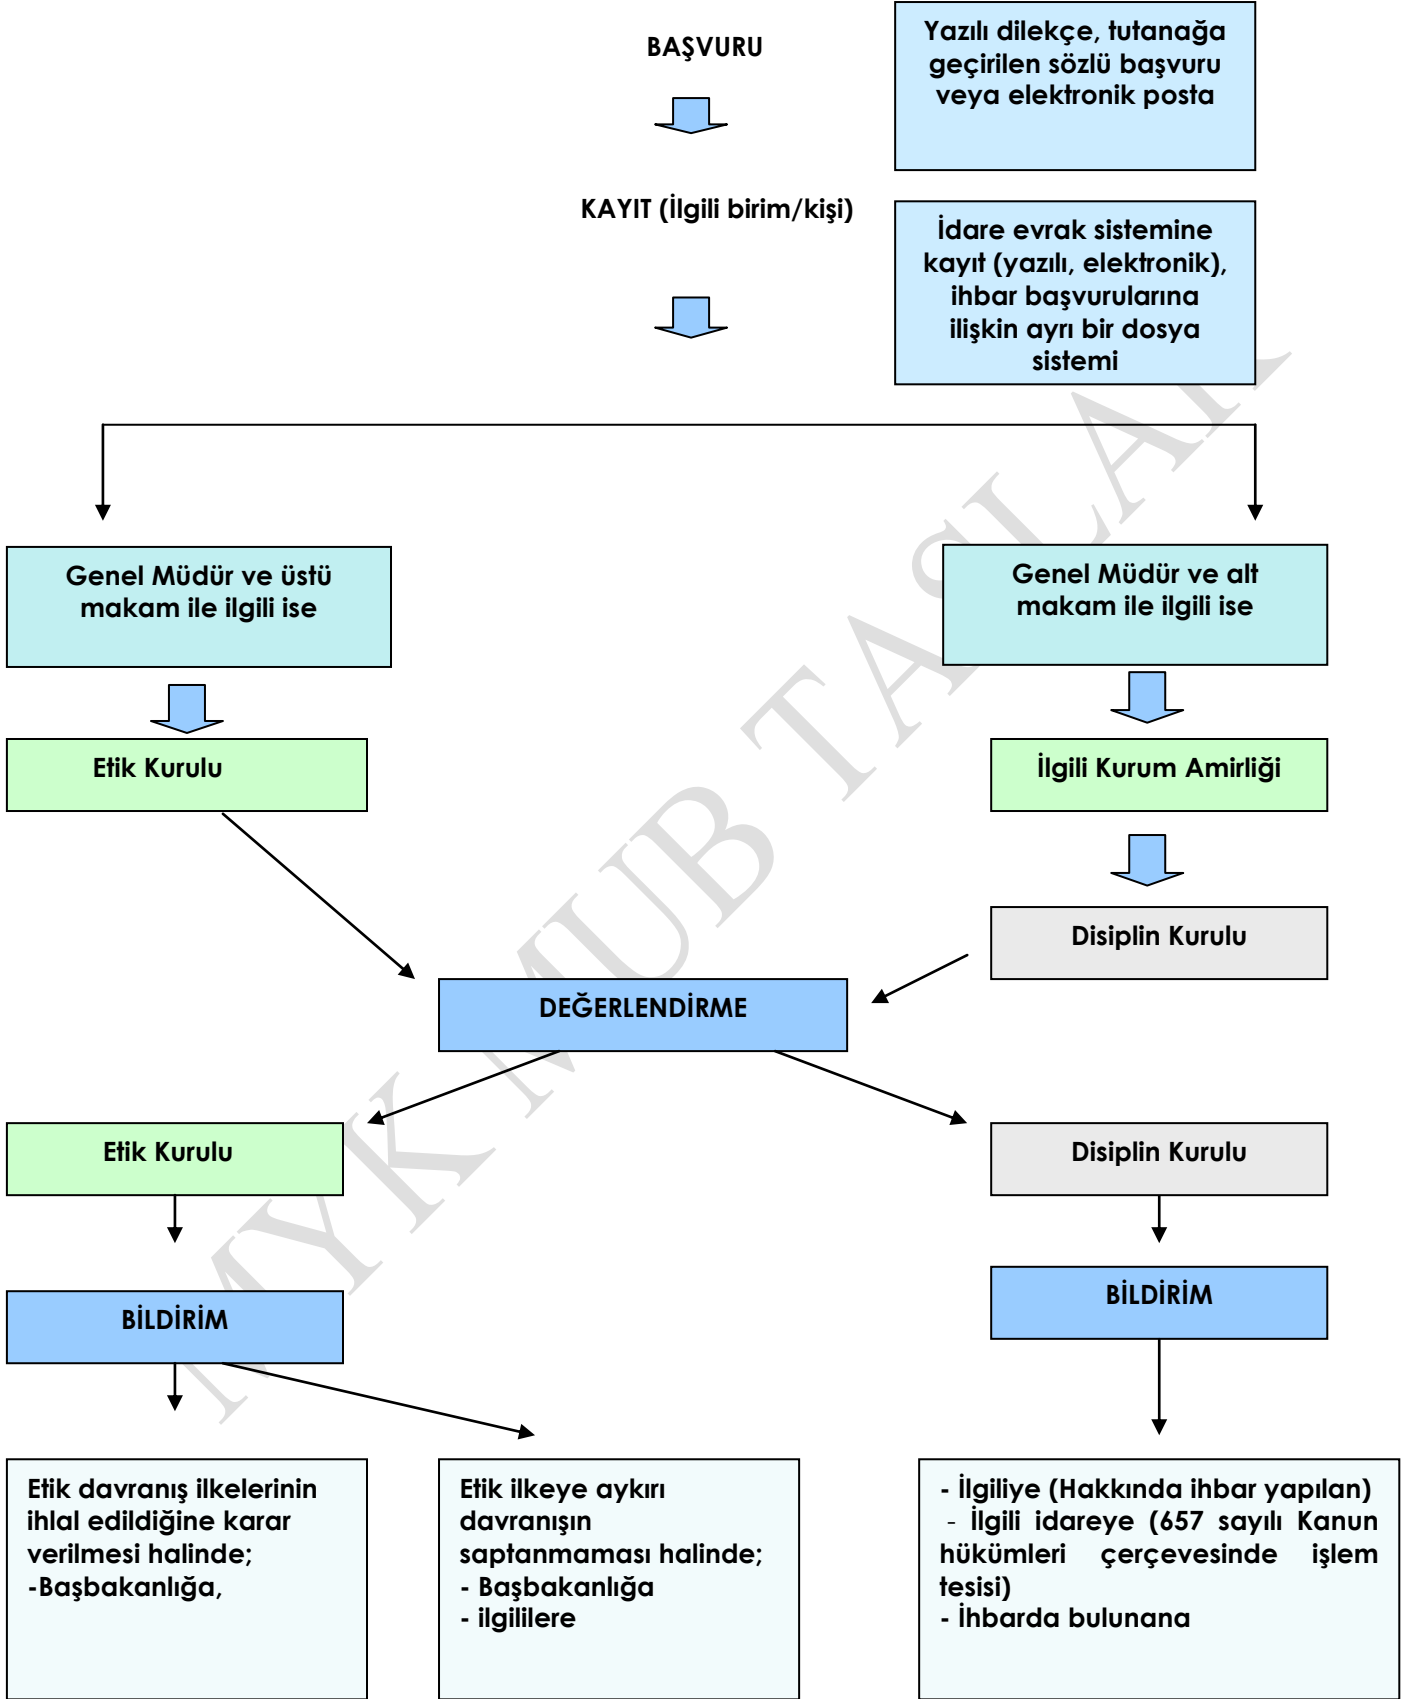 BAŞVURU
Yazılı dilekçe, tutanağa
geçirilen sözlü başvuru
veya elektronik posta
KAYIT (İlgili birim/kişi)
İdare evrak sistemine
kayıt (yazılı, elektronik),
ihbar başvurularına
ilişkin ayrı bir dosya
sistemi
Genel Müdür ve üstü
makam ile ilgili ise
Genel Müdür ve alt
makam ile ilgili ise
Etik Kurulu
İlgili Kurum Amirliği
Disiplin Kurulu
DEĞERLENDİRME
Etik Kurulu
Disiplin Kurulu
BİLDİRİM
BİLDİRİM
Etik davranış ilkelerinin
ihlal edildiğine karar
verilmesi halinde;
-Başbakanlığa,
Etik ilkeye aykırı
davranışın
saptanmaması halinde;
- Başbakanlığa
- ilgililere
- İlgiliye (Hakkında ihbar yapılan)
- İlgili idareye (657 sayılı Kanun
hükümleri çerçevesinde işlem
tesisi)
- İhbarda bulunana
MYK MUB TASLAK